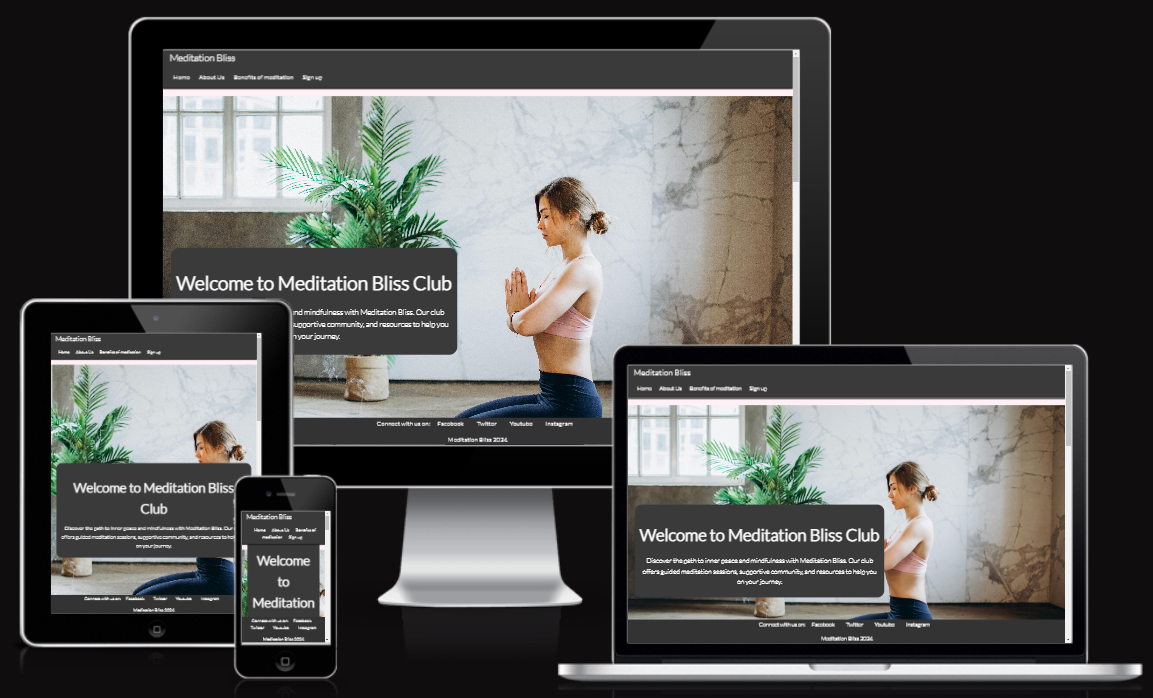 Meditation Bliss
Home About Us Benefits of meditation Sign up
Welcome to Meditation Bliss Club
and mindfulness with Meditation Bliss. Our club
supportive community, and resources to help you
your journey.
Connect with us on: Facebook Twitter Youtube Instagram
Meditation Bliss 2024.
Meditation Bliss
Home About Us Benefits of meditation Sign up
Welcome to Meditation Bliss
Club
Discover the path to inner peace and mindfulness with Meditation Bliss. Our
offers guided meditation sessions, supportive community, and resources to
on your journey.
Connect with us on: Facebook Twitter Youtube Instagram
Meditation Bliss 2024.
Meditation Bliss
Home About Us Benefits of
meditation Sign up
Welcome
to
Meditation
Connect with us on: Facebook
Twitter Youtube Instagram
Meditation Bliss 2024.
Meditation Bliss
Home About Us Benefits of meditation Sign up
Welcome to Meditation Bliss Club
Discover the path to inner peace and mindfulness with Meditation Bliss. Our club
offers guided meditation sessions, supportive community, and resources to help you
on your journey.
Connect with us on: Facebook Twitter Youtube Instagram
Meditation Bliss 2024.